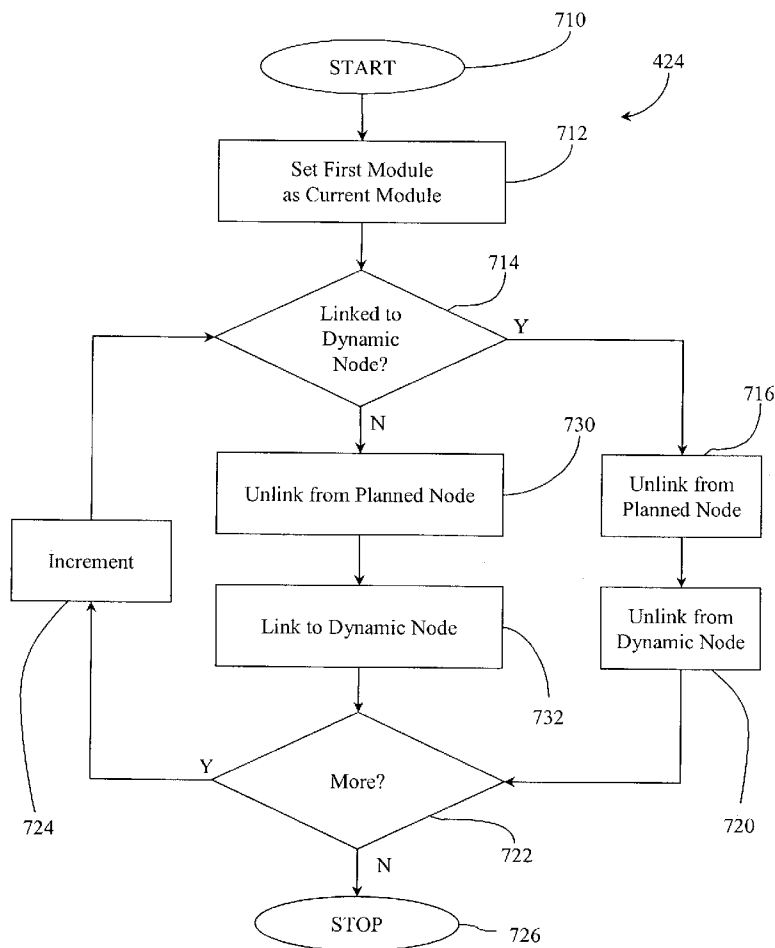 710
START
424
712
Set First Module
as Current Module
714
Linked to
Dynamic
Node?
Y
N
730
716
Unlink from Planned Node
Unlink from
Planned Node
Increment
Link to Dynamic Node
Unlink from
Dynamic Node
732
Y
More?
724
720
722
N
STOP
726